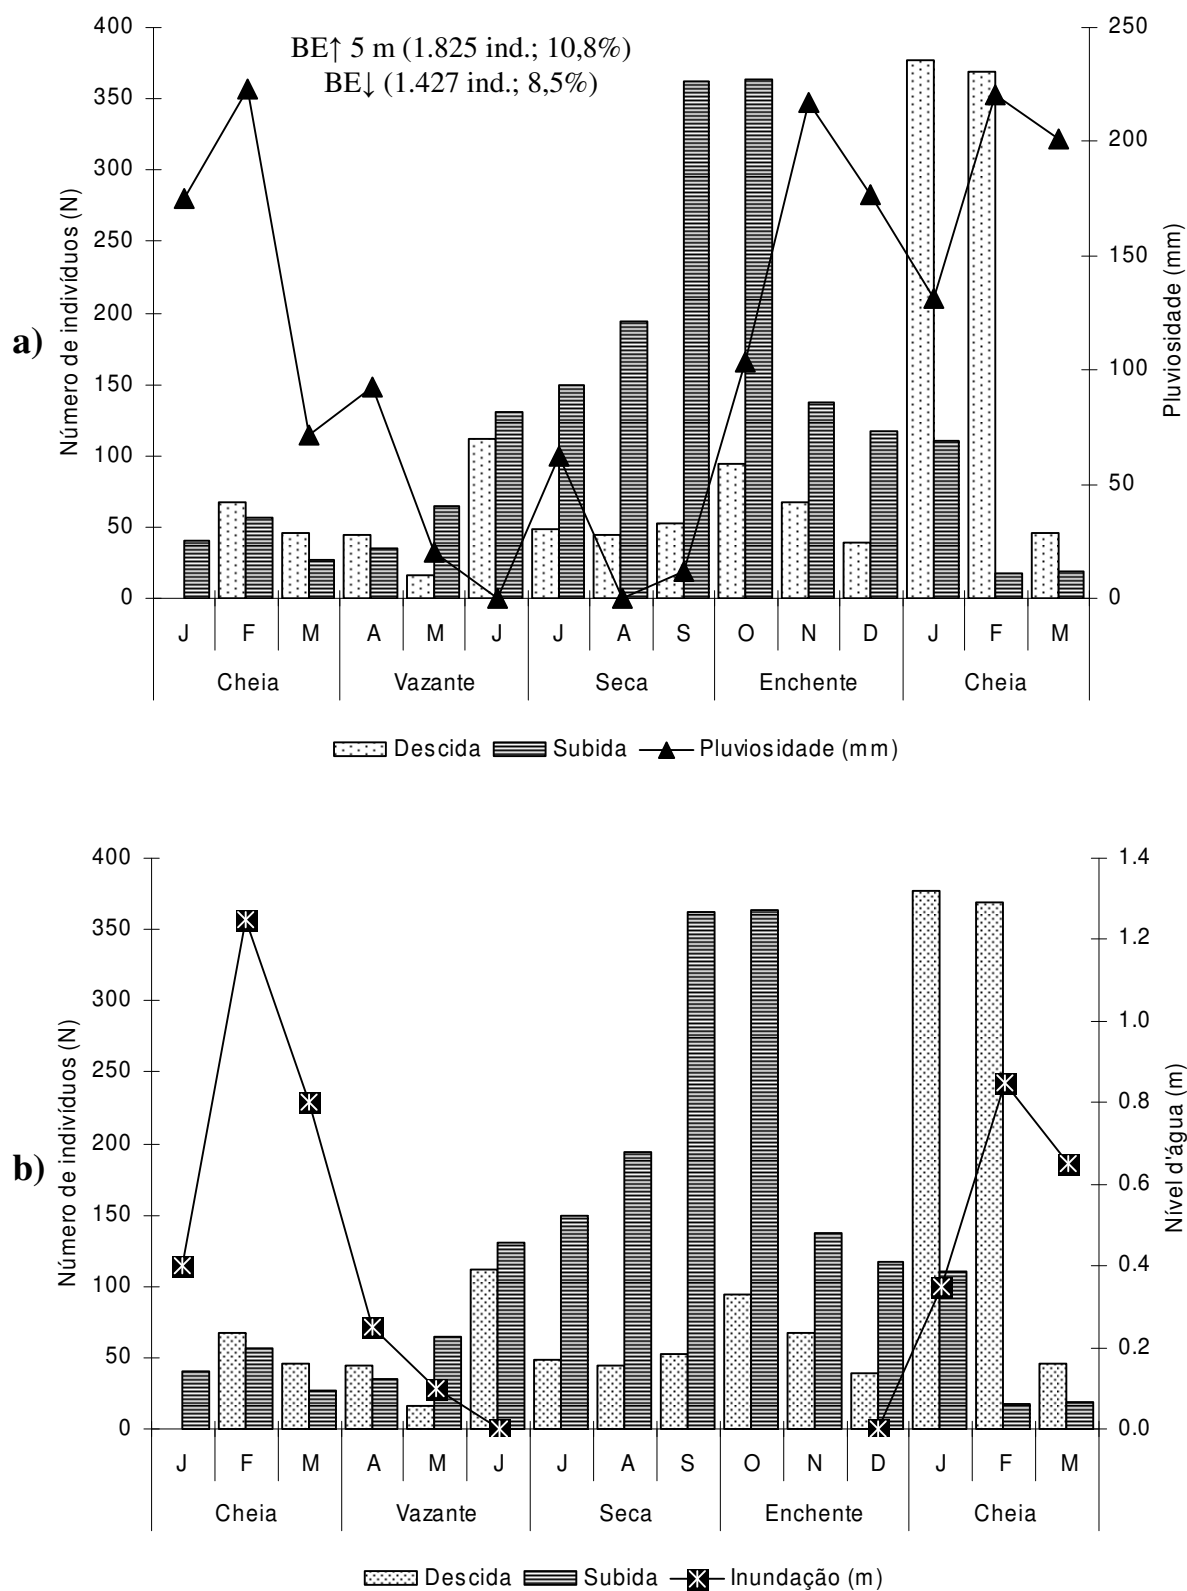 BE↑ 5 m (1.825 ind.; 10,8%)
BE↓ (1.427 ind.; 8,5%)
a)
Número de indivíduos (N)
400
350
300
250
200
150
100
50
0
250
200
150
100
50
0
Pluviosidade (mm)
J F M A M J J A S O N D J F M
Cheia Vazante Seca Enchente Cheia
Descida Subida Pluviosidade (mm)
b)
Número de indivíduos (N)
400
350
300
250
200
150
100
50
0
1.4
1.2
1.0
0.8
0.6
0.4
0.2
0.0
Nível d'água (m)
J F M A M J J A S O N D J F M
Cheia Vazante Seca Enchente Cheia
Descida Subida Inundação (m)